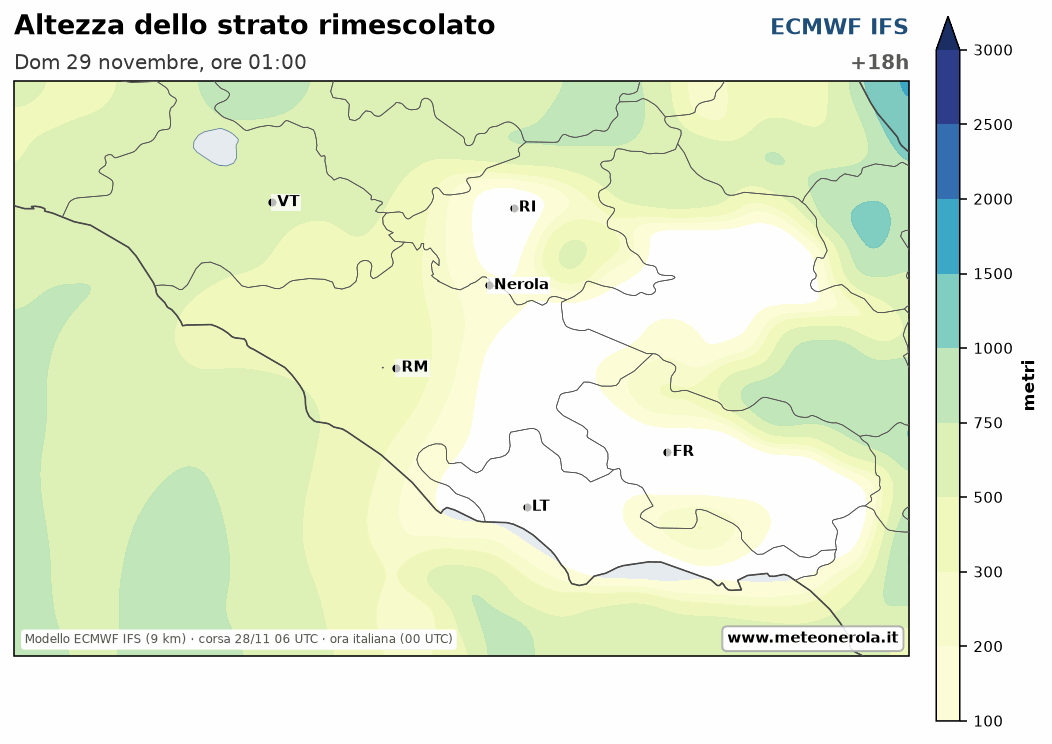 Altezza dello strato rimescolato
ECMWF IFS
Dom 29 novembre, ore 01:00
+18h
3000
2500
2000
1500
1000
750
500
300
200
100
metri
VT
RI
Nerola
RM
FR
LT
Modello ECMWF IFS (9 km) · corsa 28/11 06 UTC · ora italiana (00 UTC)
www.meteonerola.it